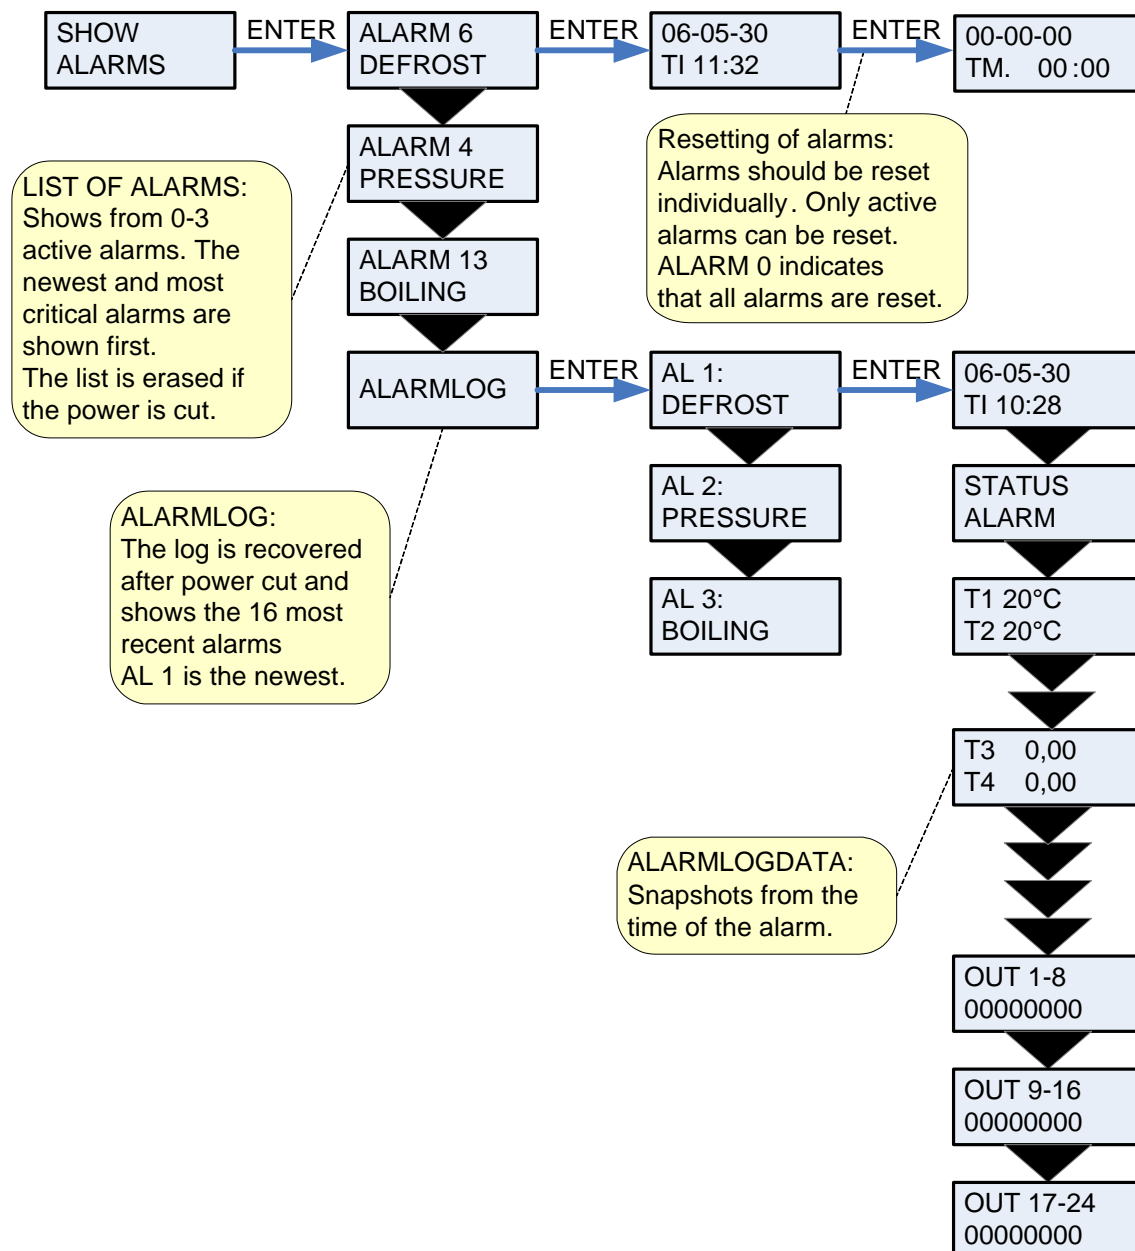 SHOW
ALARMS
ENTER
ALARM 6
DEFROST
ENTER
06-05-30
TI 11:32
ENTER
00-00-00
TM. 00:00
ALARM 4
PRESSURE
Resetting of alarms:
Alarms should be reset
individually. Only active
alarms can be reset.
ALARM 0 indicates
that all alarms are reset.
LIST OF ALARMS:
Shows from 0-3
active alarms. The
newest and most
critical alarms are
shown first.
The list is erased if
the power is cut.
ALARM 13
BOILING
ALARMLOG
ENTER
AL 1:
DEFROST
ENTER
06-05-30
TI 10:28
AL 2:
PRESSURE
STATUS
ALARM
ALARMLOG:
The log is recovered
after power cut and
shows the 16 most
recent alarms
AL 1 is the newest.
AL 3:
BOILING
T1 20°C
T2 20°C
T3 0,00
T4 0,00
ALARMLOGDATA:
Snapshots from the
time of the alarm.
OUT 1-8
00000000
OUT 9-16
00000000
OUT 17-24
00000000